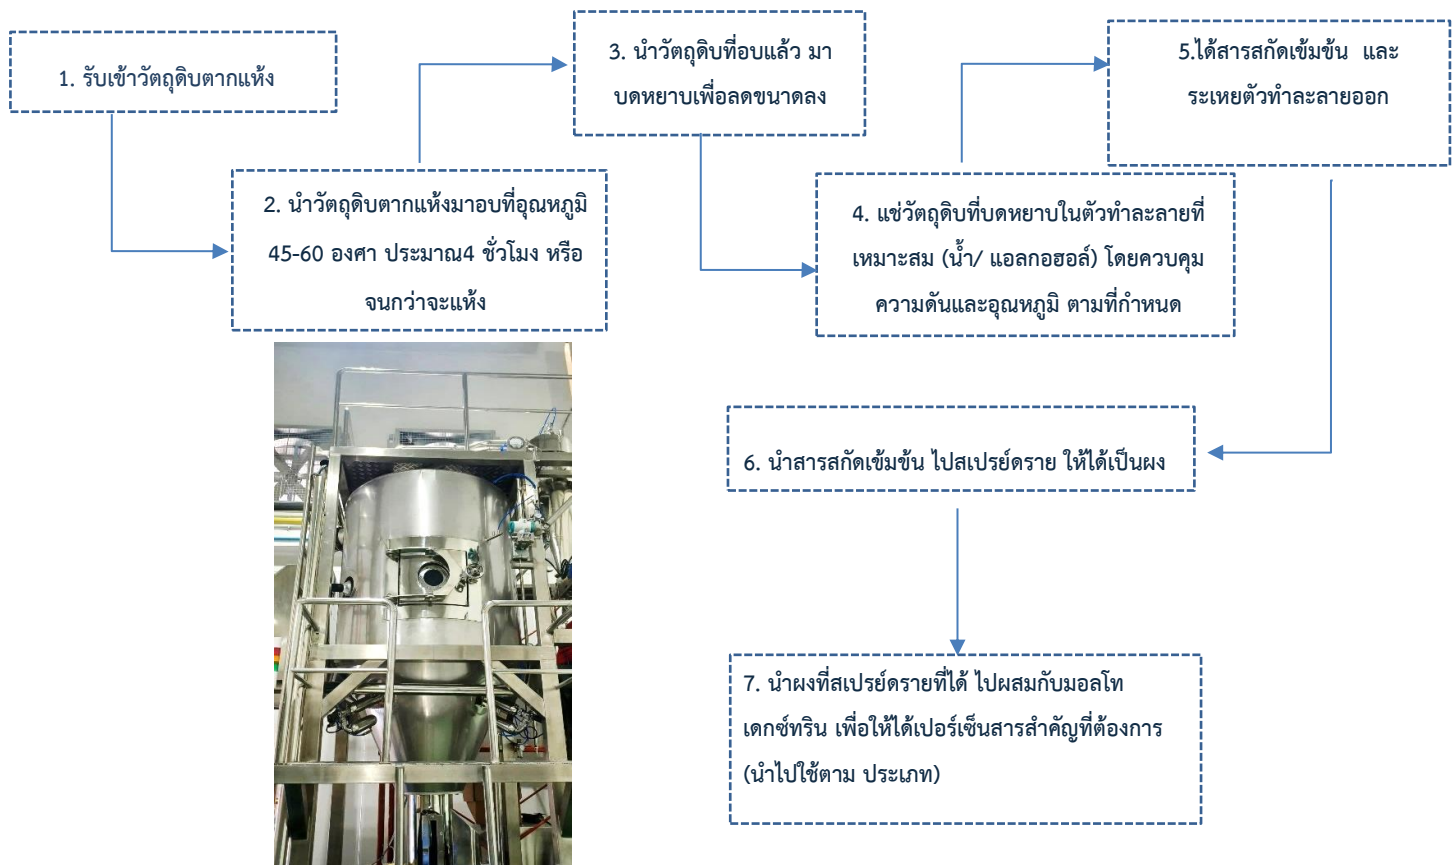 1. รับเข้าวัตถุดิบตากแห้ง
2. นำวัตถุดิบตากแห้งมาอบที่อุณหภูมิ
45-60 องศา ประมาณ4 ชั่วโมง หรือ
จนกว่าจะแห้ง
3. นำวัตถุดิบที่อบแล้ว มา
บดหยาบเพื่อลดขนาดลง
4. แช่วัตถุดิบที่บดหยาบในตัวทำละลายที่
เหมาะสม (น้ำ/ แอลกอฮอล์) โดยควบคุม
ความดันและอุณหภูมิ ตามที่กำหนด
5.ได้สารสกัดเข้มข้น และ
ระเหยตัวทำละลายออก
6. นำสารสกัดเข้มข้น ไปสเปรย์ดราย ให้ได้เป็นผง
7. นำผงที่สเปรย์ดรายที่ได้ ไปผสมกับมอลโท
เดกซ์ทริน เพื่อให้ได้เปอร์เซ็นสารสำคัญที่ต้องการ
(นำไปใช้ตาม ประเภท)